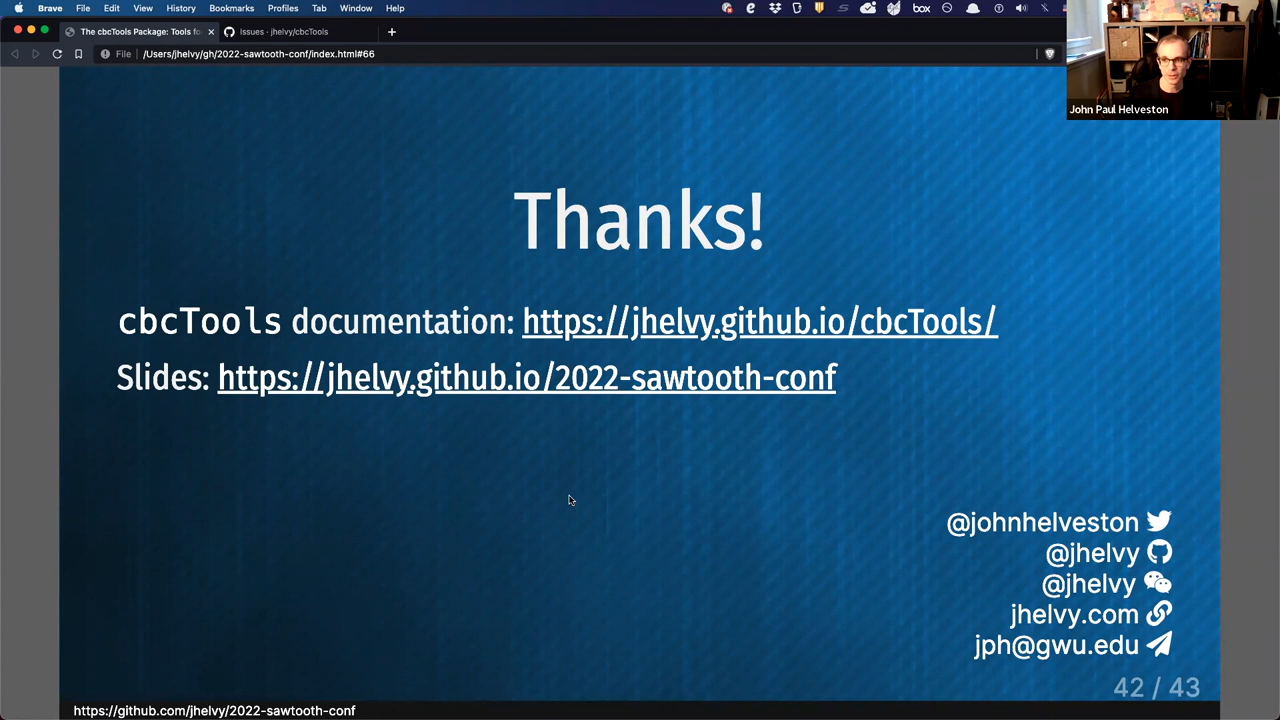 Brave File Edit View History Bookmarks Profiles Tab Window Help
box
The cbcTools Package: Tools fo
Issues · jhelvy/cbcTools
File /Users/jhelvy/gh/2022-sawtooth-conf/index.html#66
John Paul Helveston
Thanks!
cbcTools documentation: https://jhelvy.github.io/cbcTools/
Slides: https://jhelvy.github.io/2022-sawtooth-conf
@johnhelveston
@jhelvy
@jhelvy
jhelvy.com
jph@gwu.edu
42 / 43
https://github.com/jhelvy/2022-sawtooth-conf